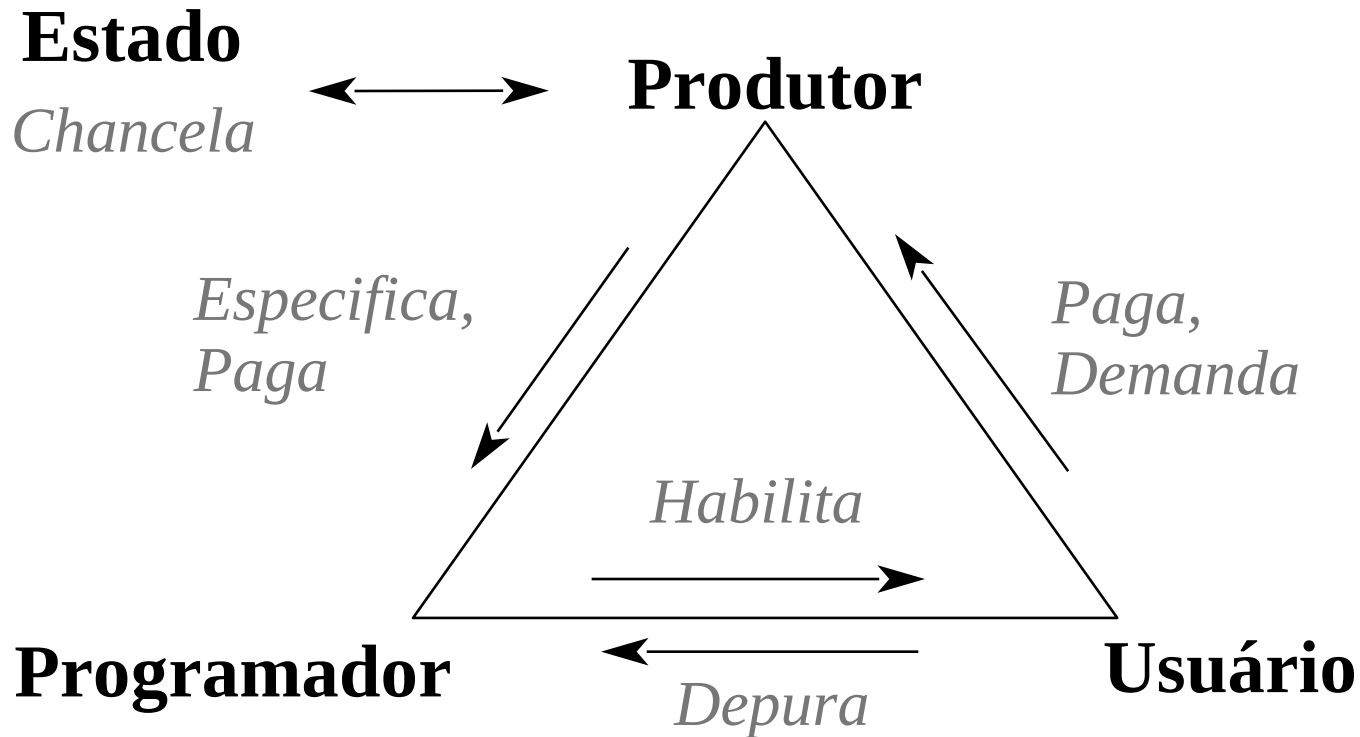 Estado
Produtor
Chancela
Especifica,
Paga
Paga,
Demanda
Habilita
Programador
Usuário
Depura